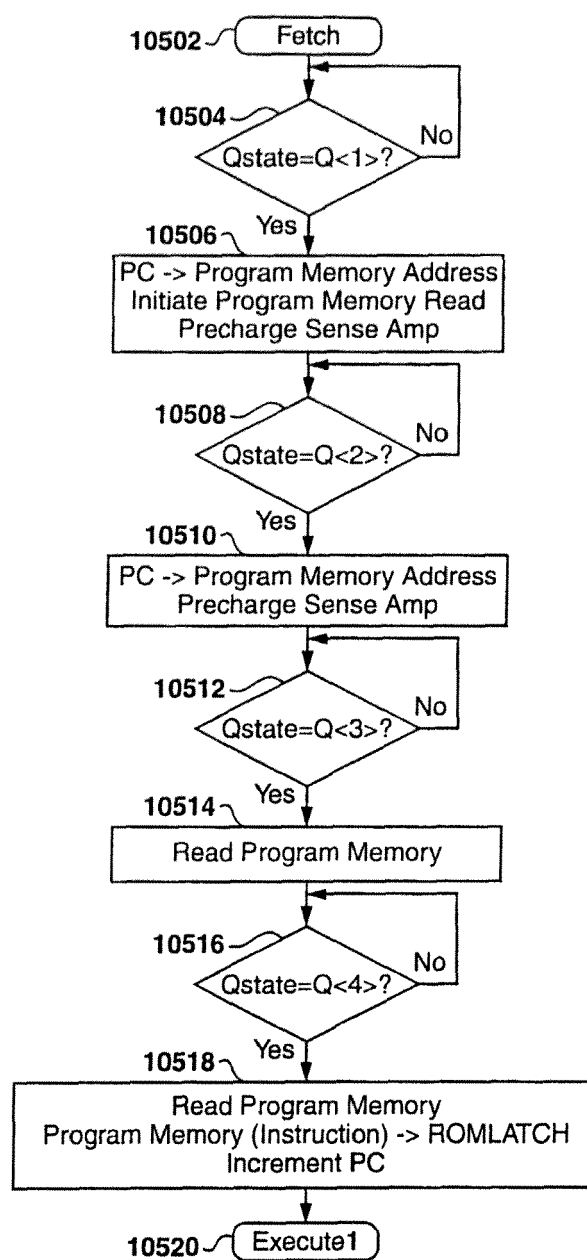 10502 Fetch
10504
Qstate=Q<1>?
No
Yes
10506
PC -> Program Memory Address
Initiate Program Memory Read
Precharge Sense Amp
10508
Qstate=Q<2>?
No
Yes
10510
PC -> Program Memory Address
Precharge Sense Amp
10512
Qstate=Q<3>?
No
Yes
10514
Read Program Memory
10516
Qstate=Q<4>?
No
Yes
10518
Read Program Memory
Program Memory (Instruction) -> ROMLATCH
Increment PC
10520 Execute1